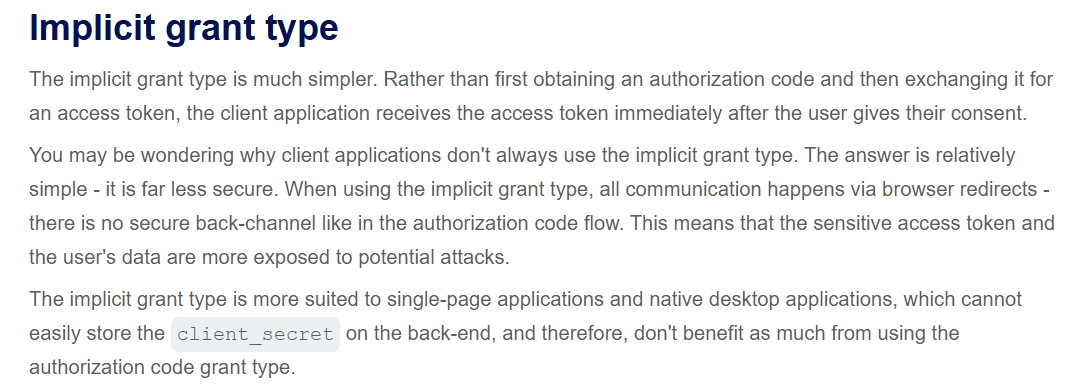 Implicit grant type
The implicit grant type is much simpler. Rather than first obtaining an authorization code and then exchanging it for
an access token, the client application receives the access token immediately after the user gives their consent.
You may be wondering why client applications don't always use the implicit grant type. The answer is relatively
simple - it is far less secure. When using the implicit grant type, all communication happens via browser redirects -
there is no secure back-channel like in the authorization code flow. This means that the sensitive access token and
the user's data are more exposed to potential attacks.
The implicit grant type is more suited to single-page applications and native desktop applications, which cannot
easily store the client_secret on the back-end, and therefore, don't benefit as much from using the
authorization code grant type.